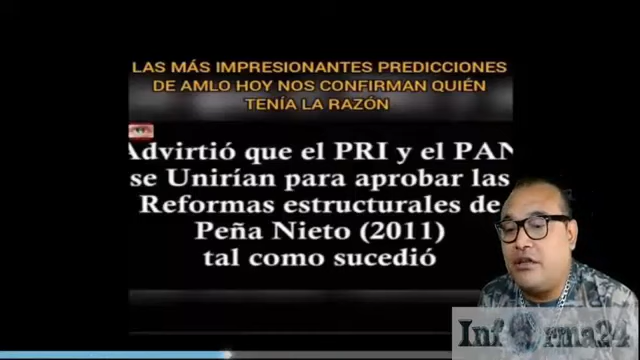 LAS MÁS IMPRESIONANTES PREDICCIONES
DE AMLO HOY NOS CONFIRMAN QUIÉN
TENÍA LA RAZÓN
Advirtió que el PRI y el PAN
se Unirían para aprobar las
Reformas estructurales de
Peña Nieto (2011)
tal como sucedió
Informa24